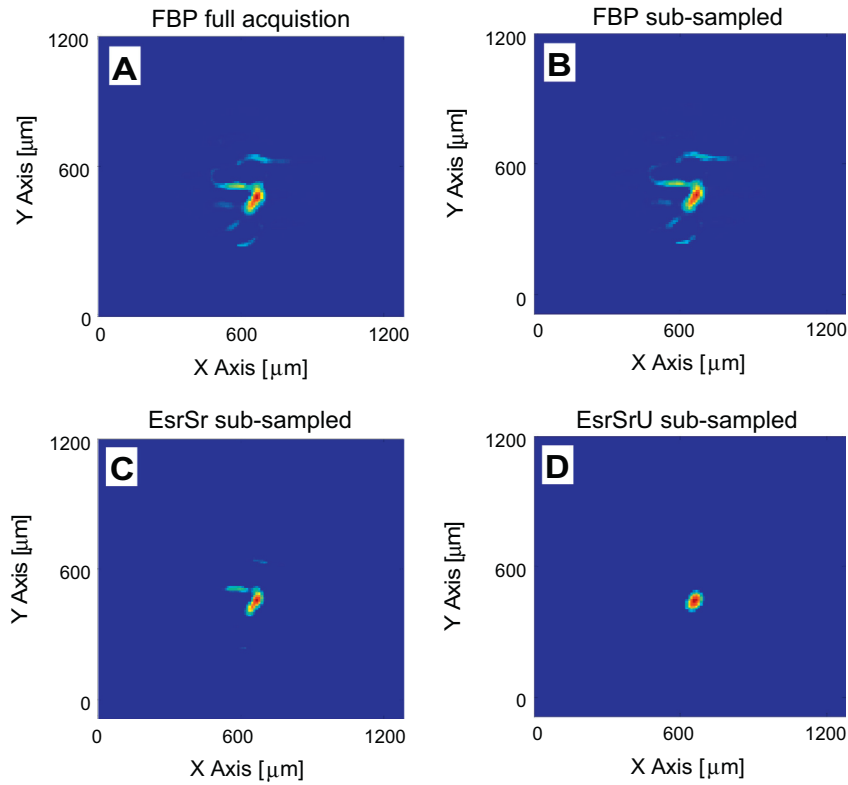 FBP full acquistion
A
1200
600
0
Y Axis [μm]
0 600 1200
X Axis [μm]
FBP sub-sampled
B
1200
600
0
Y Axis [μm]
0 600 1200
X Axis [μm]
EsrSr sub-sampled
C
1200
600
0
Y Axis [μm]
0 600 1200
X Axis [μm]
EsrSrU sub-sampled
D
1200
600
0
Y Axis [μm]
0 600 1200
X Axis [μm]